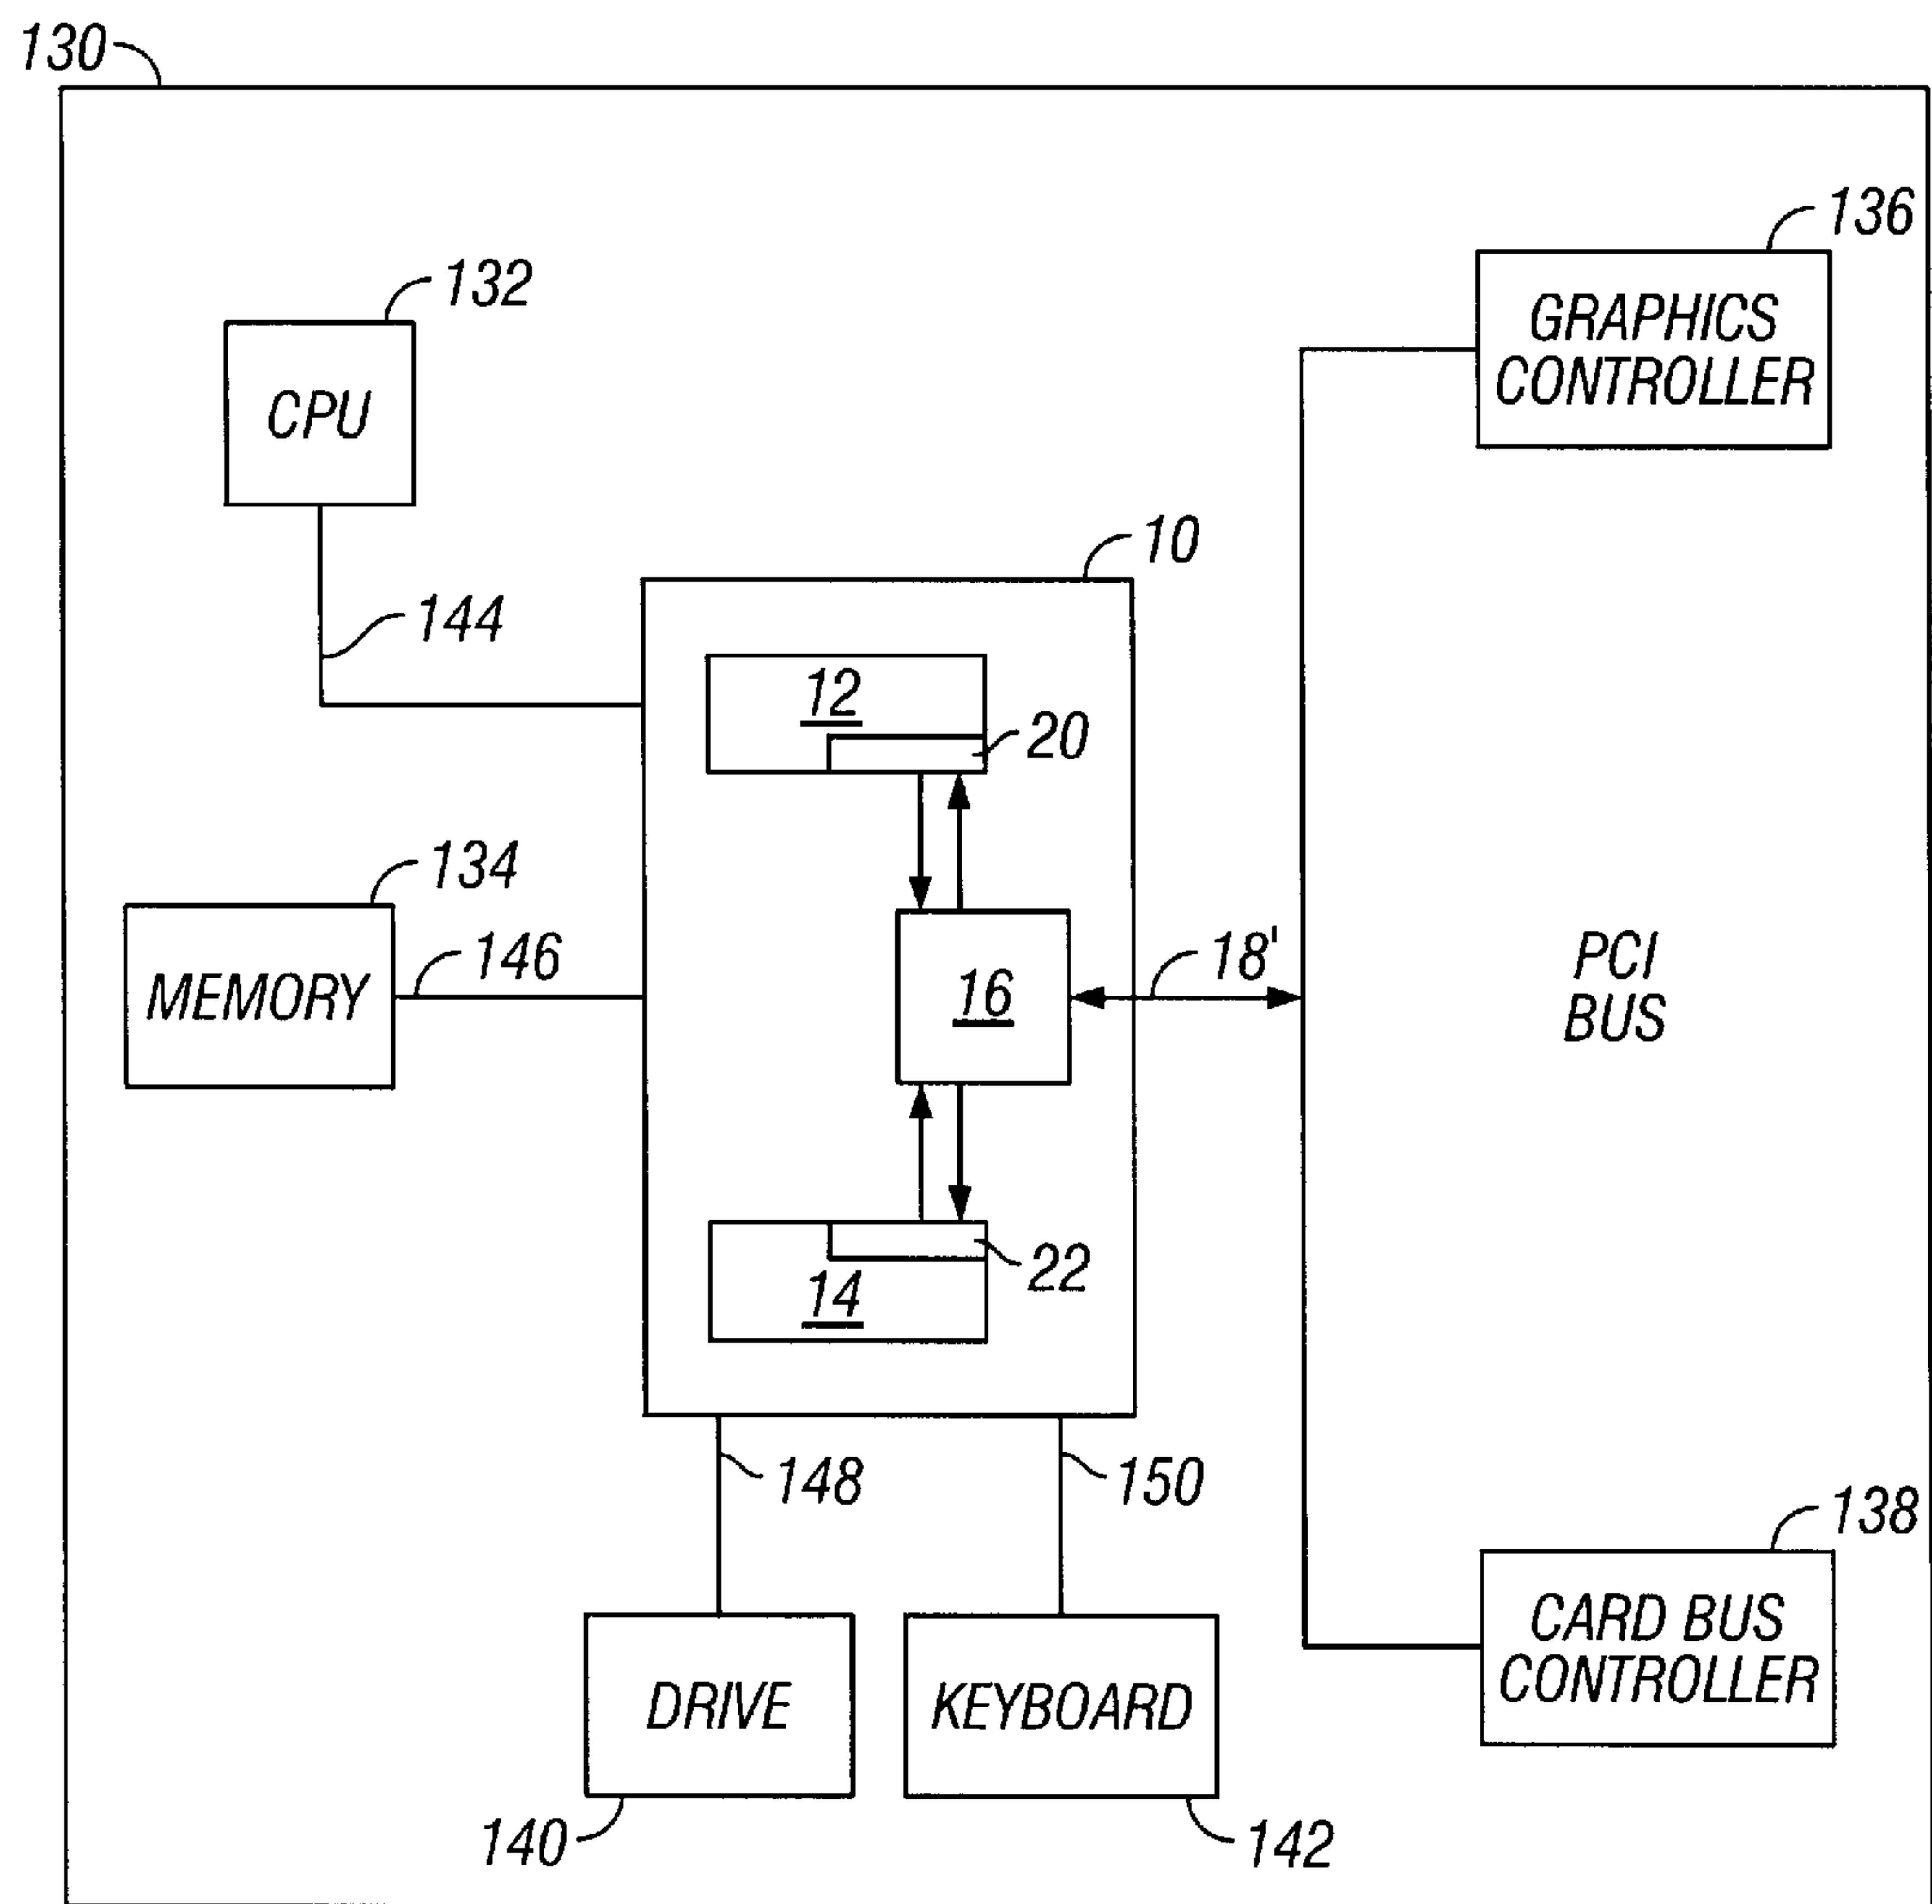 130
136
GRAPHICS
CONTROLLER
132
CPU
10
144
12
20
134
MEMORY
146
16
18'
PCI
BUS
22
14
148
150
138
CARD BUS
CONTROLLER
DRIVE
KEYBOARD
140
142